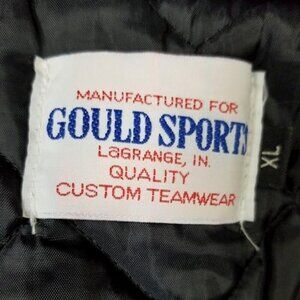 MANUFACTURED FOR
GOULD SPORTS
LaGRANGE, IN.
QUALITY
CUSTOM TEAMWEAR
XL